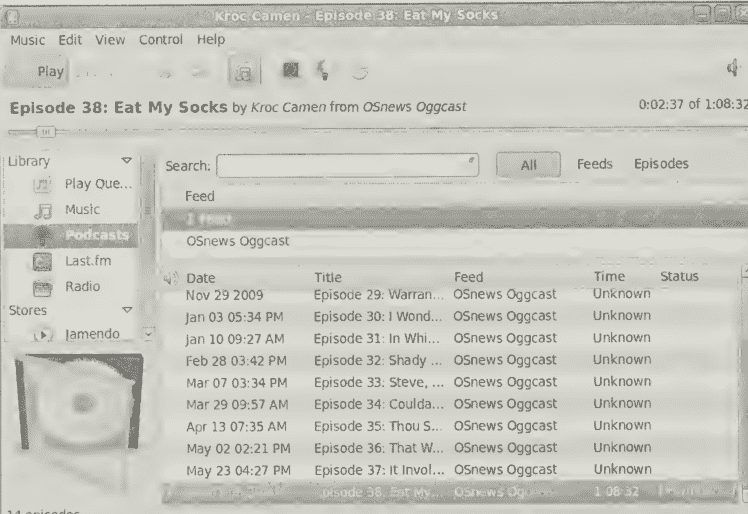 Kroc Camen - Episode 38: Eat My Socks
Music Edit View Control Help
Play
Episode 38: Eat My Socks by Kroc Camen from OSnews Oggcast 0:02:37 of 1:08:32
Library
Play Que...
Music
Podcasts
Last.fm
Radio
Stores
Jamendo
Search: All Feeds Episodes
Feed
OSnews Oggcast
Date Title Feed Time Status
Nov 29 2009 Episode 29: Warran... OSnews Oggcast Unknown
Jan 03 05:34 PM Episode 30: I Wond... OSnews Oggcast Unknown
Jan 10 09:27 AM Episode 31: In Whi... OSnews Oggcast Unknown
Feb 28 03:42 PM Episode 32: Shady ... OSnews Oggcast Unknown
Mar 07 03:34 PM Episode 33: Steve, ... OSnews Oggcast Unknown
Mar 29 09:57 AM Episode 34: Coulda... OSnews Oggcast Unknown
Apr 13 07:35 AM Episode 35: Thou S... OSnews Oggcast Unknown
May 02 02:21 PM Episode 36: That W... OSnews Oggcast Unknown
May 23 04:27 PM Episode 37: It Invol... OSnews Oggcast Unknown
Episode 38: Eat My... OSnews 1:08:32
14 episodes